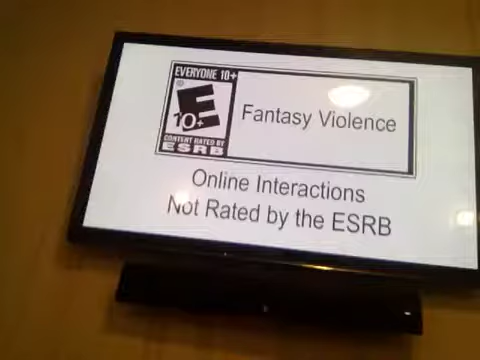 EVERYONE 10+
E
10+
CONTENT RATED BY
ESRB
Fantasy Violence
Online Interactions
Not Rated by the ESRB